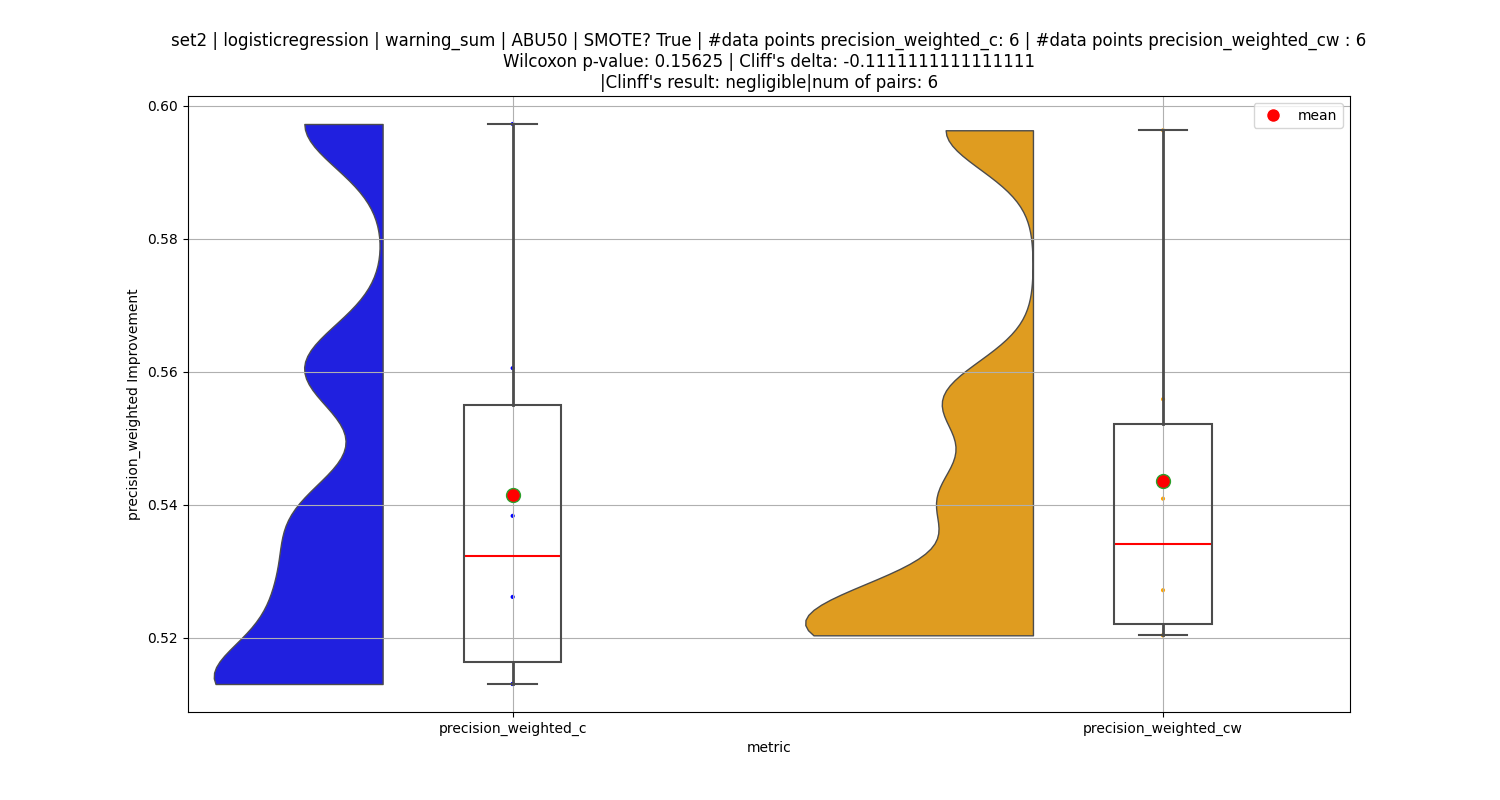 set2 | logisticregression | warning_sum | ABU50 | SMOTE? True | #data points precision_weighted_c: 6 | #data points precision_weighted_cw : 6
Wilcoxon p-value: 0.15625 | Cliff's delta: -0.1111111111111111
|Clinff's result: negligible|num of pairs: 6
mean
0.60
0.58
0.56
0.54
0.52
precision_weighted Improvement
precision_weighted_c
precision_weighted_cw
metric